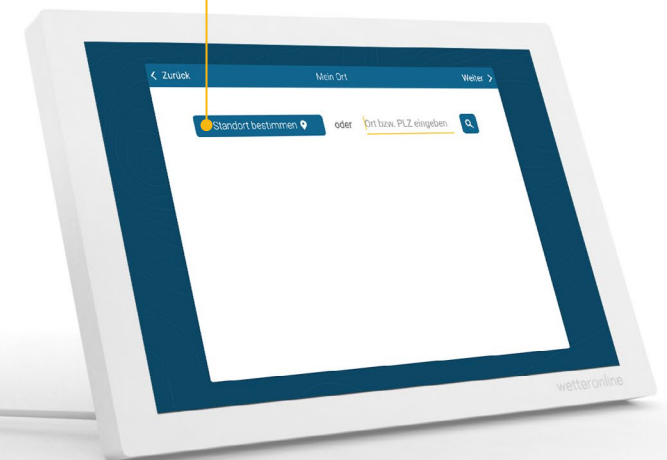 Zurück Mein Ort Weiter
Standort bestimmen oder Ort bzw. PLZ eingeben
wetteronline